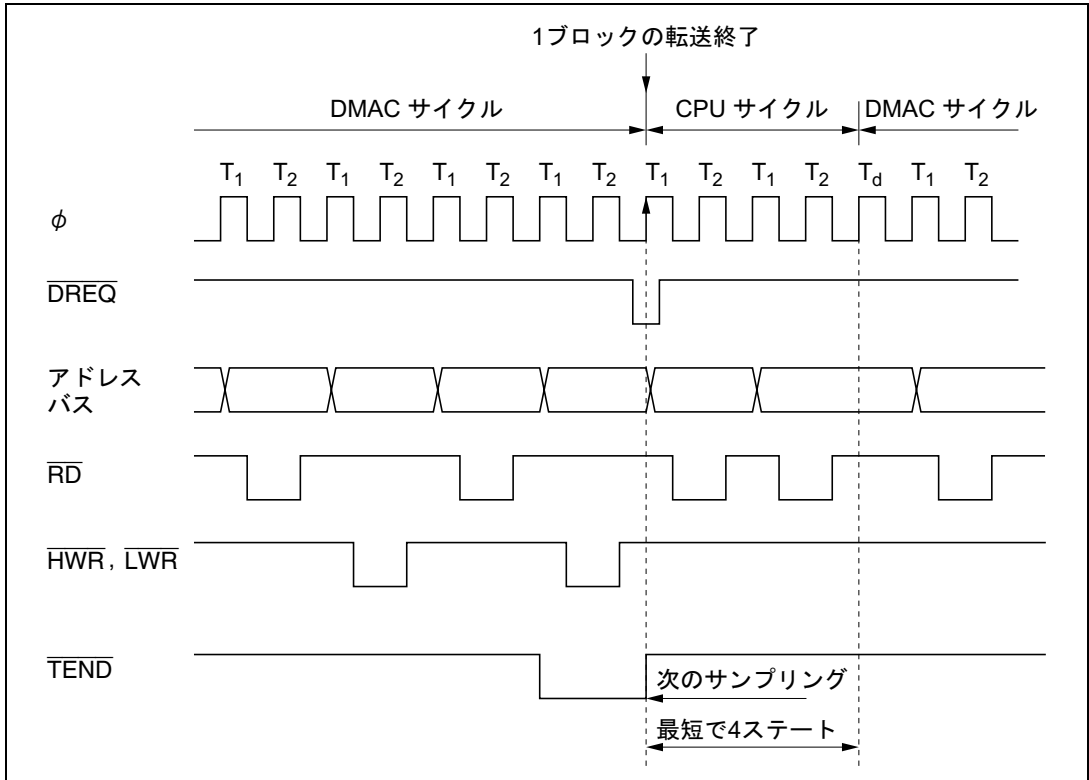 1ブロックの転送終了
DMAC サイクル CPU サイクル DMAC サイクル
T1 T2 T1 T2 T1 T2 T1 T2 T1 T2 T1 T2 Td T1 T2
φ
DREQ
アドレス
バス
RD
HWR, LWR
TEND
次のサンプリング
最短で4ステート